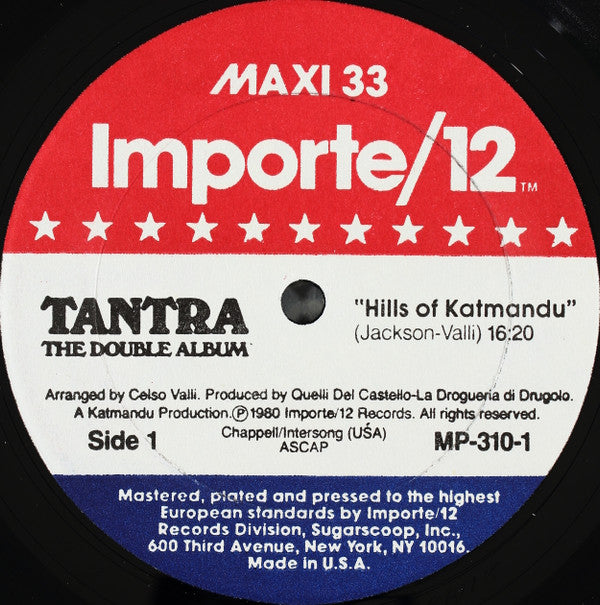 MAXI 33
Importe/12 TM
TANTRA
THE DOUBLE ALBUM
"Hills of Katmandu"
(Jackson-Valli) 16:20
Arranged by Celso Valli. Produced by Quelli Del Castello-La Drogueria di Drugolo.
A Katmandu Production. Ⓟ 1980 Importe/12 Records. All rights reserved.
Side 1
Chappell/Intersong (USA)
ASCAP
MP-310-1
Mastered, plated and pressed to the highest
European standards by Importe/12
Records Division, Sugarscoop, Inc.,
600 Third Avenue, New York, NY 10016.
Made in U.S.A.